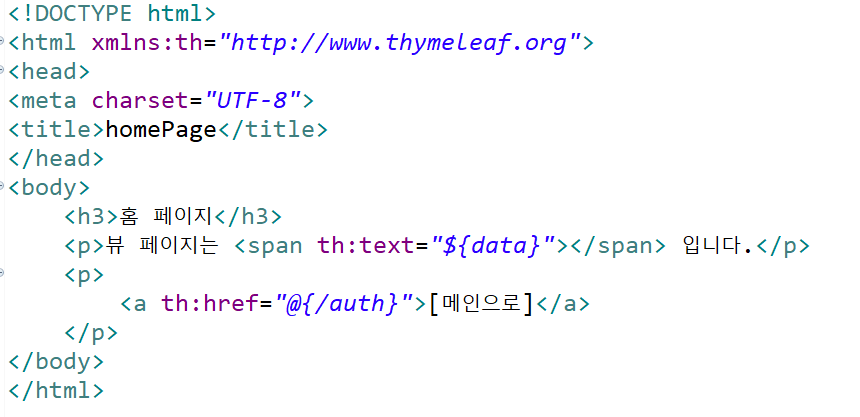 <!DOCTYPE html>
<html xmlns:th="http://www.thymeleaf.org">
<head>
<meta charset="UTF-8">
<title>homePage</title>
</head>
<body>
    <h3>홈 페이지</h3>
    <p>뷰 페이지는 <span th:text="${data}"></span> 입니다.</p>
    <p>
        <a th:href="@{/auth}">[메인으로]</a>
    </p>
</body>
</html>